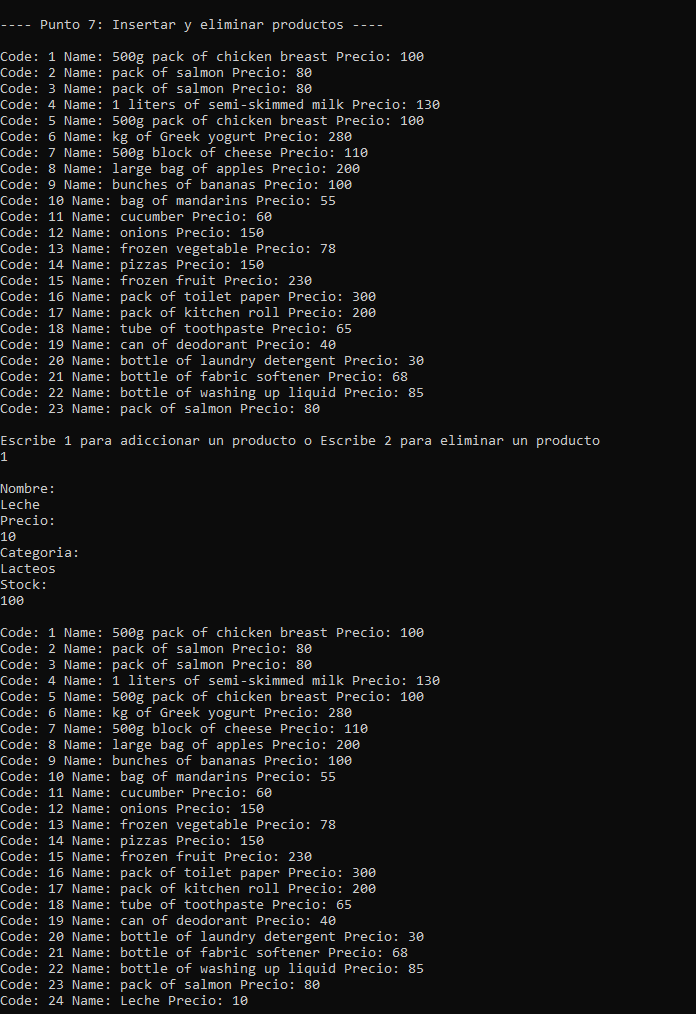 ---- Punto 7: Insertar y eliminar productos ----
Code: 1 Name: 500g pack of chicken breast Precio: 100
Code: 2 Name: pack of salmon Precio: 80
Code: 3 Name: pack of salmon Precio: 80
Code: 4 Name: 1 liters of semi-skimmed milk Precio: 130
Code: 5 Name: 500g pack of chicken breast Precio: 100
Code: 6 Name: kg of Greek yogurt Precio: 280
Code: 7 Name: 500g block of cheese Precio: 110
Code: 8 Name: large bag of apples Precio: 200
Code: 9 Name: bunches of bananas Precio: 100
Code: 10 Name: bag of mandarins Precio: 55
Code: 11 Name: cucumber Precio: 60
Code: 12 Name: onions Precio: 150
Code: 13 Name: frozen vegetable Precio: 78
Code: 14 Name: pizzas Precio: 150
Code: 15 Name: frozen fruit Precio: 230
Code: 16 Name: pack of toilet paper Precio: 300
Code: 17 Name: pack of kitchen roll Precio: 200
Code: 18 Name: tube of toothpaste Precio: 65
Code: 19 Name: can of deodorant Precio: 40
Code: 20 Name: bottle of laundry detergent Precio: 30
Code: 21 Name: bottle of fabric softener Precio: 68
Code: 22 Name: bottle of washing up liquid Precio: 85
Code: 23 Name: pack of salmon Precio: 80
Escribe 1 para adiccionar un producto o Escribe 2 para eliminar un producto
1
Nombre:
Leche
Precio:
10
Categoria:
Lacteos
Stock:
100
Code: 1 Name: 500g pack of chicken breast Precio: 100
Code: 2 Name: pack of salmon Precio: 80
Code: 3 Name: pack of salmon Precio: 80
Code: 4 Name: 1 liters of semi-skimmed milk Precio: 130
Code: 5 Name: 500g pack of chicken breast Precio: 100
Code: 6 Name: kg of Greek yogurt Precio: 280
Code: 7 Name: 500g block of cheese Precio: 110
Code: 8 Name: large bag of apples Precio: 200
Code: 9 Name: bunches of bananas Precio: 100
Code: 10 Name: bag of mandarins Precio: 55
Code: 11 Name: cucumber Precio: 60
Code: 12 Name: onions Precio: 150
Code: 13 Name: frozen vegetable Precio: 78
Code: 14 Name: pizzas Precio: 150
Code: 15 Name: frozen fruit Precio: 230
Code: 16 Name: pack of toilet paper Precio: 300
Code: 17 Name: pack of kitchen roll Precio: 200
Code: 18 Name: tube of toothpaste Precio: 65
Code: 19 Name: can of deodorant Precio: 40
Code: 20 Name: bottle of laundry detergent Precio: 30
Code: 21 Name: bottle of fabric softener Precio: 68
Code: 22 Name: bottle of washing up liquid Precio: 85
Code: 23 Name: pack of salmon Precio: 80
Code: 24 Name: Leche Precio: 10